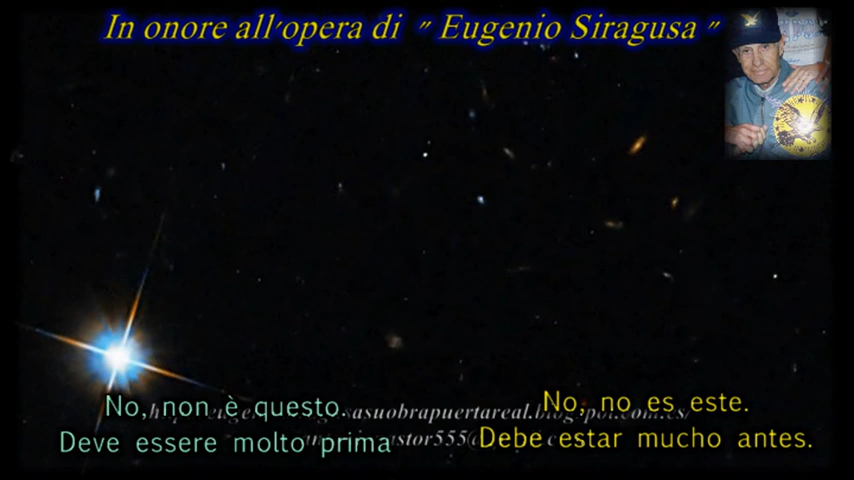 In onore all'opera di " Eugenio Siragusa "
No, non è questo.
Deve essere molto prima
No, no es este.
Debe estar mucho antes.